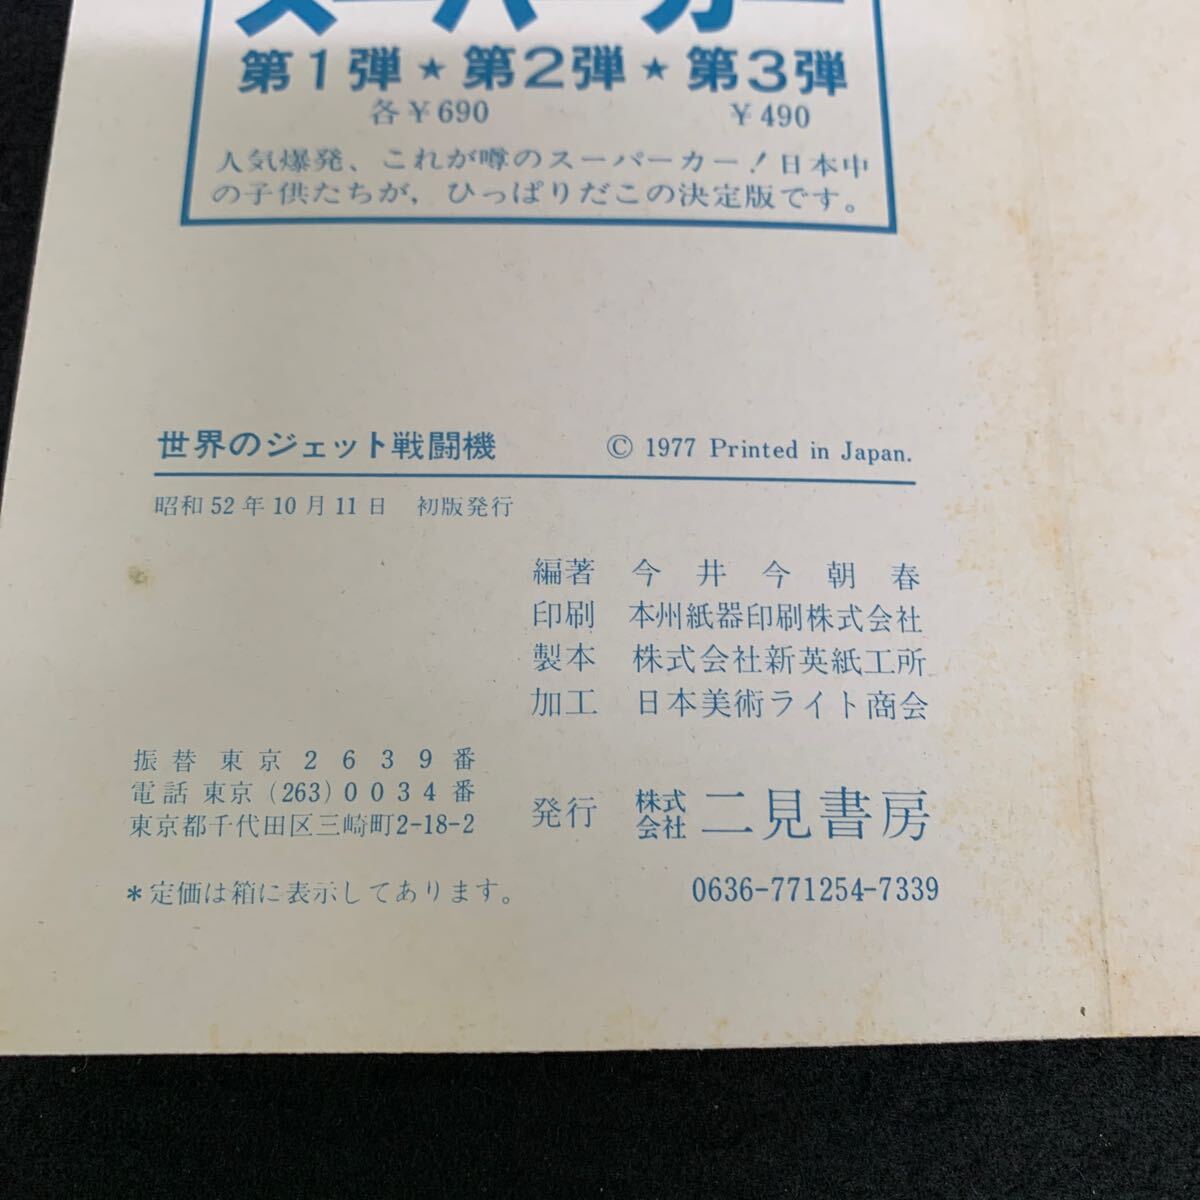 スーパーカー
第1弾★第2弾★第3弾
各￥690 ￥490
人気爆発、これが噂のスーパーカー！日本中
の子供たちが，ひっぱりだこの決定版です。
世界のジェット戦闘機 © 1977 Printed in Japan.
昭和52年10月11日 初版発行
編著 今井今朝春
印刷 本州紙器印刷株式会社
製本 株式会社新英紙工所
加工 日本美術ライト商会
振替 東京2639番
電話 東京(263)0034番
東京都千代田区三崎町2-18-2
発行 株式会社 二見書房
＊定価は箱に表示してあります。
0636-771254-7339